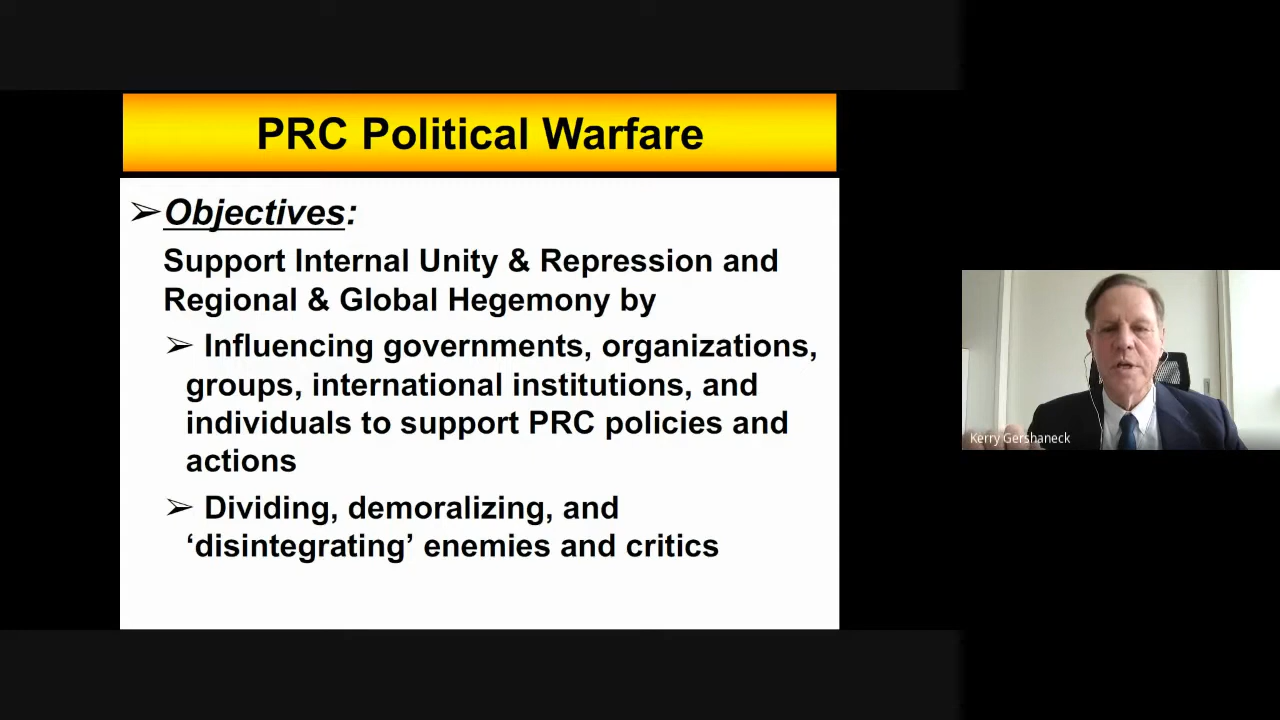 PRC Political Warfare
➢Objectives:
Support Internal Unity & Repression and
Regional & Global Hegemony by
➢ Influencing governments, organizations,
groups, international institutions, and
individuals to support PRC policies and
actions
➢ Dividing, demoralizing, and
‘disintegrating’ enemies and critics
Kerry Gershaneck